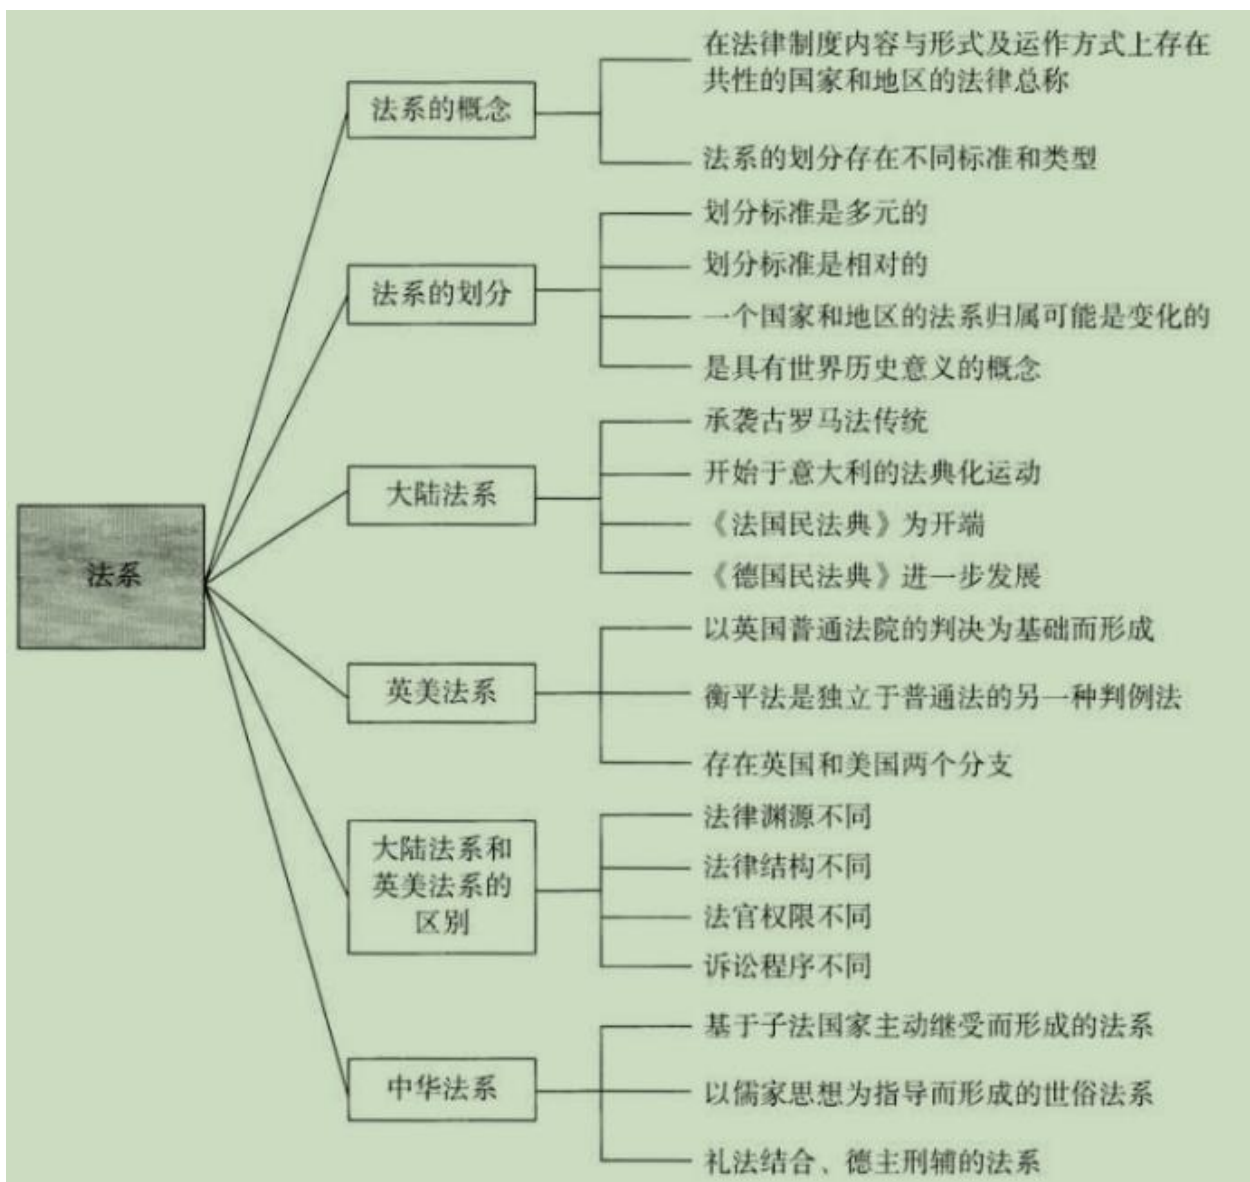 法系
法系的概念
在法律制度内容与形式及运作方式上存在
共性的国家和地区的法律总称
法系的划分存在不同标准和类型
法系的划分
划分标准是多元的
划分标准是相对的
一个国家和地区的法系归属可能是变化的
是具有世界历史意义的概念
大陆法系
承袭古罗马法传统
开始于意大利的法典化运动
《法国民法典》为开端
《德国民法典》进一步发展
英美法系
以英国普通法院的判决为基础而形成
衡平法是独立于普通法的另一种判例法
存在英国和美国两个分支
大陆法系和
英美法系的
区别
法律渊源不同
法律结构不同
法官权限不同
诉讼程序不同
中华法系
基于子法国家主动继受而形成的法系
以儒家思想为指导而形成的世俗法系
礼法结合、德主刑辅的法系